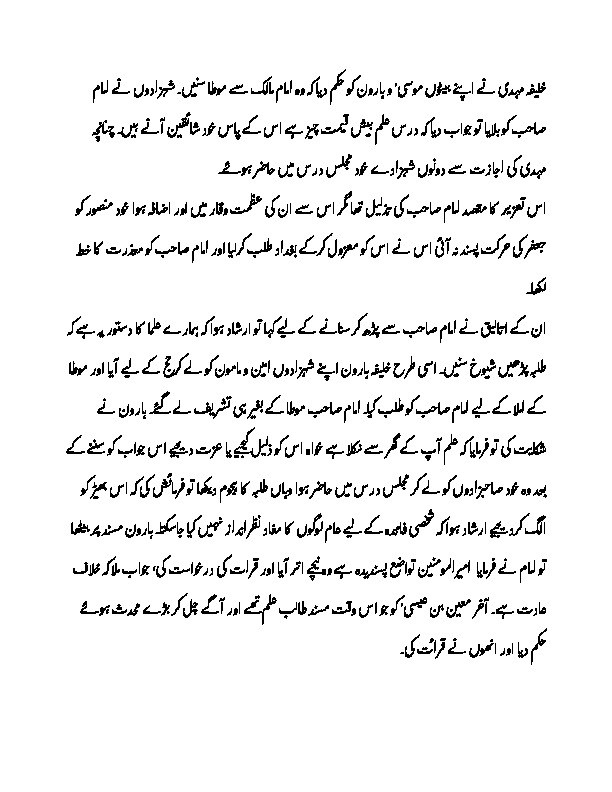 خلیفہ مہدی نے اپنے بیٹوں موسیٰ و ہارون کو حکم دیا کہ وہ امام مالک سے موطا سنیں۔ شہزادوں نے امام
صاحب کو بلایا تو جواب دیا کہ درس علم بیش قیمت چیز ہے اس کے پاس خود شائقین آتے ہیں۔ چنانچہ
مہدی کی اجازت سے دونوں شہزادے خود مجلس درس میں حاضر ہوئے۔
اس تعزیر کا مقصد امام صاحب کی تذلیل تھا مگر اس سے ان کی عظمت وقار میں اور اضافہ ہوا خود منصور کو
جعفر کی حرکت پسند نہ آئی اس نے اس کو معزول کرکے بغداد طلب کرلیا اور امام صاحب کو معذرت کا خط
لکھا۔
ان کے اتالیق نے امام صاحب سے پڑھ کر سنانے کے لیے کہا تو ارشاد ہوا کہ ہمارے علما کا دستور یہ ہے کہ
طلبہ پڑھیں شیوخ سنیں۔ اسی طرح خلیفہ ہارون اپنے شہزادوں امین و مامون کو لے کر حج کے لیے آیا اور موطا
کے املا کے لیے امام صاحب کو طلب کیا۔ امام صاحب موطا کے بغیر ہی تشریف لے گئے۔ ہارون نے
شکایت کی تو فرمایا کہ علم آپ کے گھر سے نکلا ہے خواہ اس کو ذلیل کیجیے یا عزت دیجیے اس جواب کو سننے کے
بعد وہ خود صاحبزادوں کو لے کر مجلس درس میں حاضر ہوا وہاں طلبہ کا ہجوم دیکھا تو فرمائش کی کہ اس بھیڑ کو
الگ کردیجیے ارشاد ہوا کہ شخصی فائدہ کے لیے عام لوگوں کا مفاد نظرانداز نہیں کیا جاسکتا۔ ہارون مسند پر بیٹھا
تو امام نے فرمایا امیرالمومنین تواضع پسندیدہ ہے وہ نیچے اتر آیا اور قرات کی درخواست کی، جواب ملا کہ خلاف
عادت ہے۔ آخر معین بن عیسیٰ کو جو اس وقت مستد طالب علم تھے اور آگے چل کر بڑے محدث ہوئے
حکم دیا اور انھوں نے قرائت کی۔